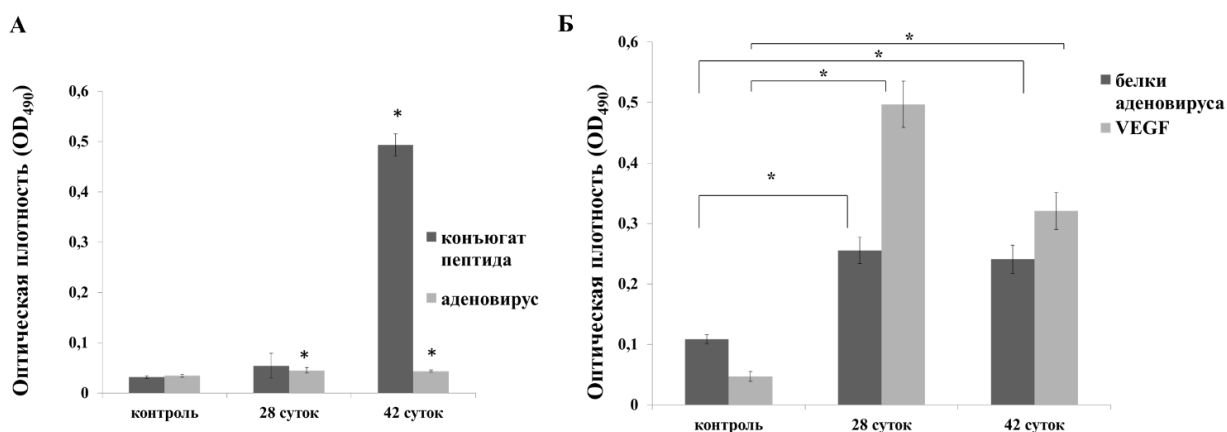 А
Оптическая плотность (OD490)
0,6
0,5
0,4
0,3
0,2
0,1
0
*
*
*
конъюгат
пептида
аденовирус
контроль
28 суток
42 суток
Б
Оптическая плотность (OD490)
0,6
0,5
0,4
0,3
0,2
0,1
0
*
*
*
*
белки
аденовируса
VEGF
контроль
28 суток
42 суток